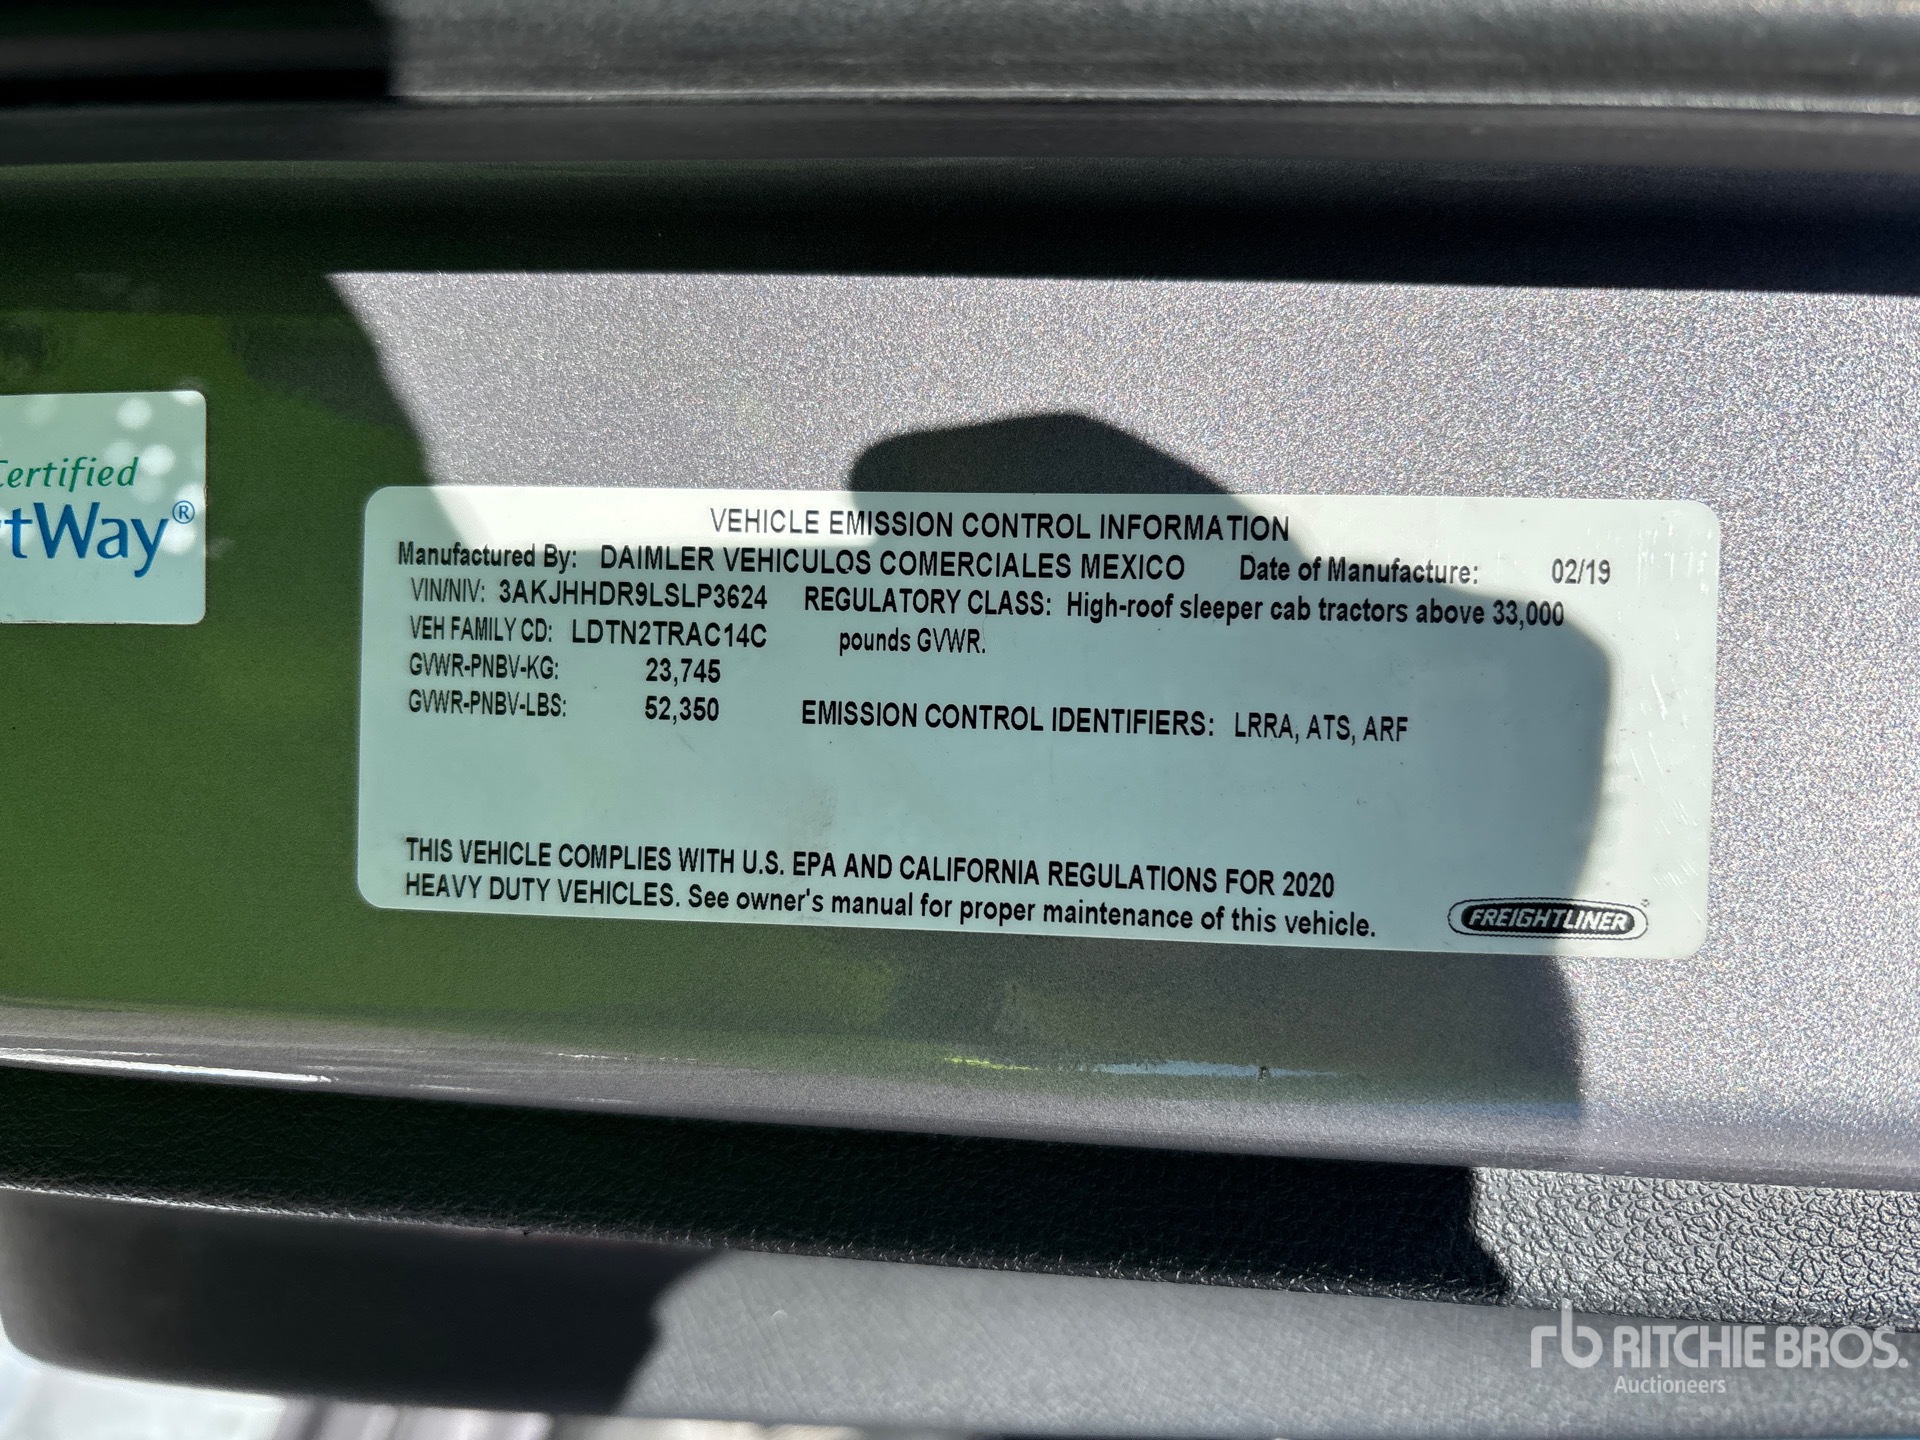 Certified
tWay®
VEHICLE EMISSION CONTROL INFORMATION
Manufactured By: DAIMLER VEHICULOS COMERCIALES MEXICO Date of Manufacture: 02/19
VIN/NIV: 3AKJHHDR9LSLP3624 REGULATORY CLASS: High-roof sleeper cab tractors above 33,000
VEH FAMILY CD: LDTN2TRAC14C pounds GVWR.
GVWR-PNBV-KG: 23,745
GVWR-PNBV-LBS: 52,350 EMISSION CONTROL IDENTIFIERS: LRRA, ATS, ARF
THIS VEHICLE COMPLIES WITH U.S. EPA AND CALIFORNIA REGULATIONS FOR 2020
HEAVY DUTY VEHICLES. See owner's manual for proper maintenance of this vehicle.
FREIGHTLINER
rb RITCHIE BROS.
Auctioneers